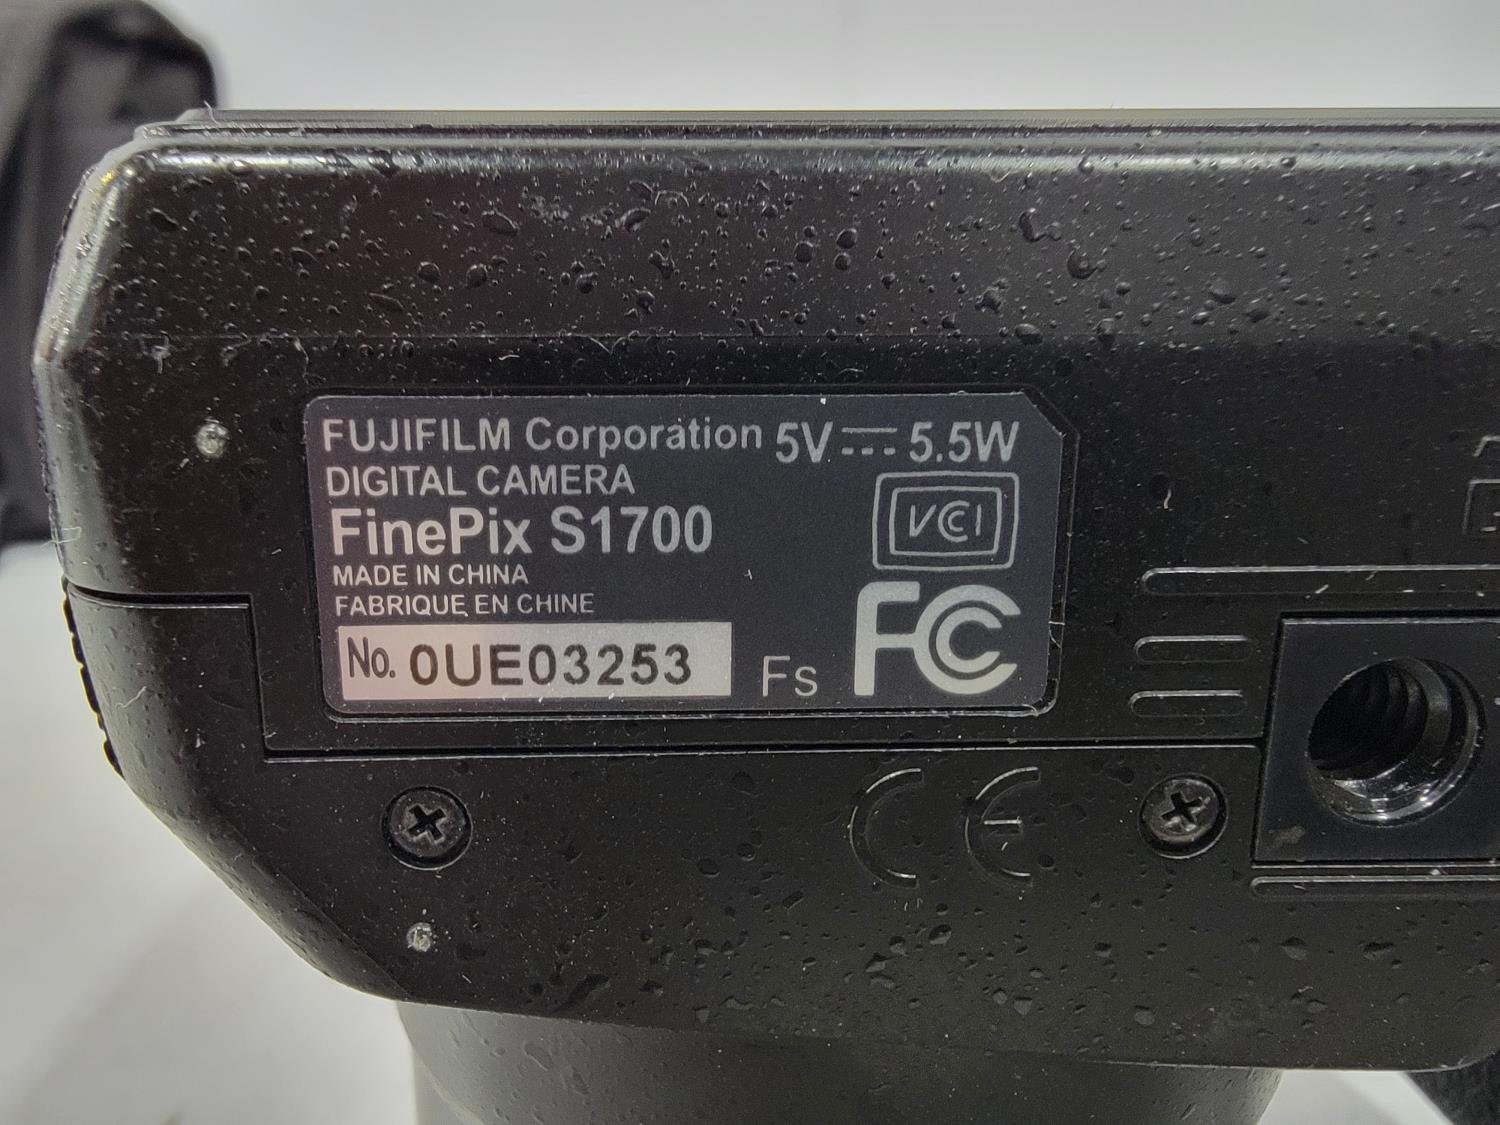 FUJIFILM Corporation 5V 5.5W
DIGITAL CAMERA
FinePix S1700
VCCI
MADE IN CHINA
FABRIQUE EN CHINE
FC
No. 0UE03253
Fs
CE